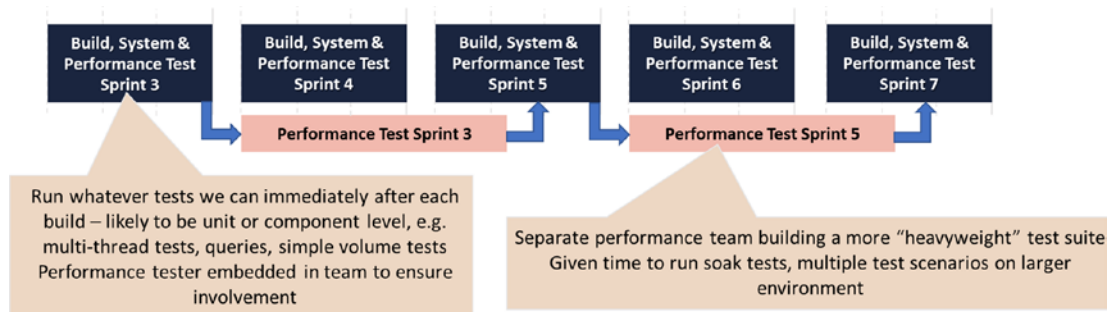 Build, System &
Performance Test
Sprint 3
Build, System &
Performance Test
Sprint 4
Build, System &
Performance Test
Sprint 5
Build, System &
Performance Test
Sprint 6
Build, System &
Performance Test
Sprint 7
Performance Test Sprint 3
Performance Test Sprint 5
Run whatever tests we can immediately after each
build – likely to be unit or component level, e.g.
multi-thread tests, queries, simple volume tests
Performance tester embedded in team to ensure
involvement
Separate performance team building a more “heavyweight” test suite
Given time to run soak tests, multiple test scenarios on larger
environment